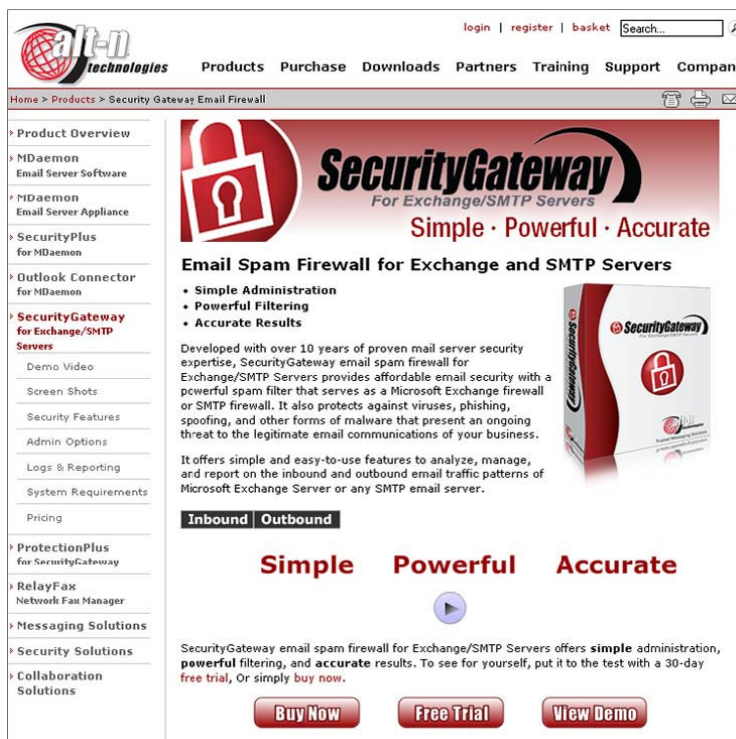 alt-n
technologies
login | register | basket Search...
Products Purchase Downloads Partners Training Support Compan
Home > Products > Security Gateway Email Firewall
Product Overview
MDaemon
Email Server Software
MDaemon
Email Server Appliance
SecurityPlus
for MDaemon
Outlook Connector
for MDaemon
SecurityGateway
for Exchange/SMTP
Servers
Demo Video
Screen Shots
Security Features
Admin Options
Logs & Reporting
System Requirements
Pricing
ProtectionPlus
for SecurityGateway
RelayFax
Network Fax Manager
Messaging Solutions
Security Solutions
Collaboration
Solutions
SecurityGateway
For Exchange/SMTP Servers
Simple · Powerful · Accurate
Email Spam Firewall for Exchange and SMTP Servers
• Simple Administration
• Powerful Filtering
• Accurate Results
Developed with over 10 years of proven mail server security
expertise, SecurityGateway email spam firewall for
Exchange/SMTP Servers provides affordable email security with a
powerful spam filter that serves as a Microsoft Exchange firewall
or SMTP firewall. It also protects against viruses, phishing,
spoofing, and other forms of malware that present an ongoing
threat to the legitimate email communications of your business.
It offers simple and easy-to-use features to analyze, manage,
and report on the inbound and outbound email traffic patterns of
Microsoft Exchange Server or any SMTP email server.
SecurityGateway
Inbound Outbound
Simple Powerful Accurate
SecurityGateway email spam firewall for Exchange/SMTP Servers offers simple administration,
powerful filtering, and accurate results. To see for yourself, put it to the test with a 30-day
free trial, Or simply buy now.
Buy Now Free Trial View Demo